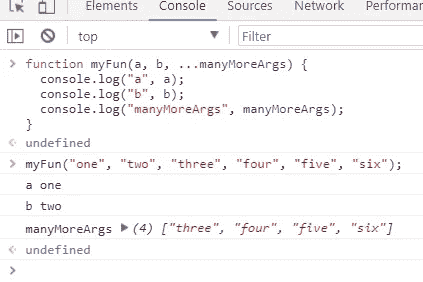 Elements Console Sources Network Performa
top Filter
> function myFun(a, b, ...manyMoreArgs) {
console.log("a", a);
console.log("b", b);
console.log("manyMoreArgs", manyMoreArgs);
}
< undefined
> myFun("one", "two", "three", "four", "five", "six");
a one
b two
manyMoreArgs ▶ (4) ["three", "four", "five", "six"]
< undefined
>